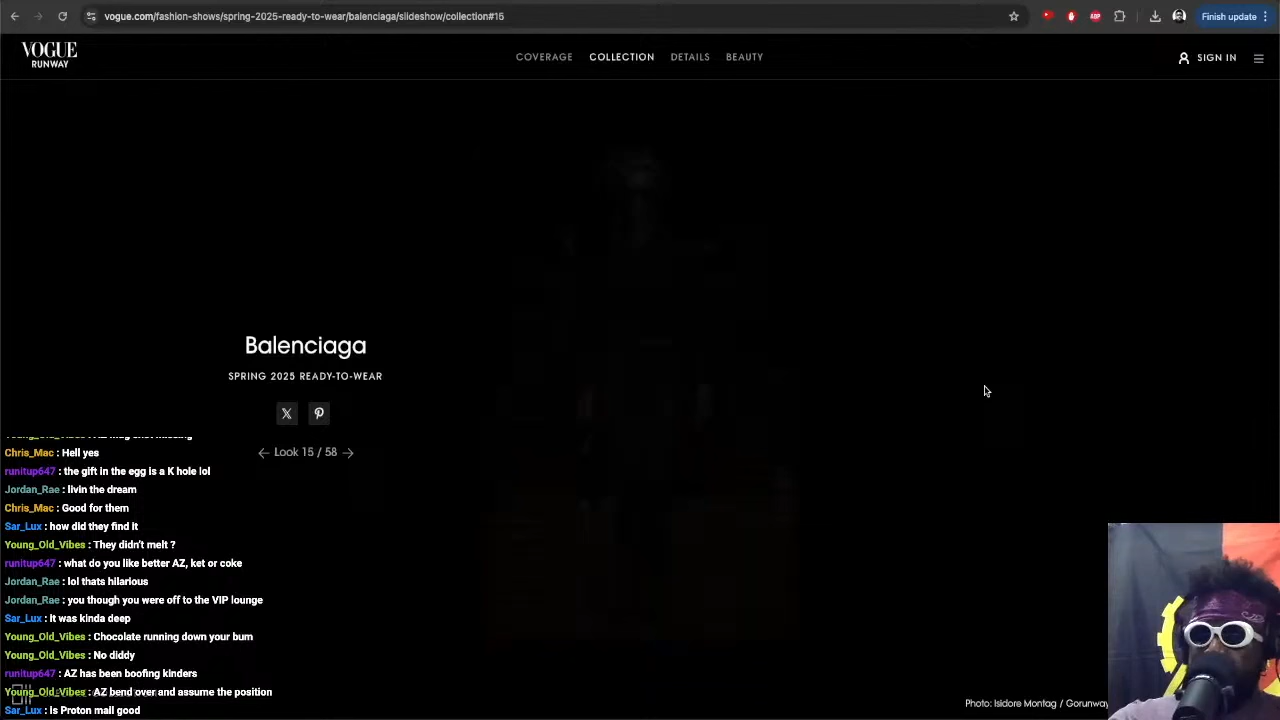 vogue.com/fashion-shows/spring-2025-ready-to-wear/balenciaga/slideshow/collection#15
ABP
Finish update
VOGUE
RUNWAY
COVERAGE
COLLECTION
DETAILS
BEAUTY
SIGN IN
Balenciaga
SPRING 2025 READY-TO-WEAR
← Look 15 / 58 →
Chris_Mac : Hell yes
runitup647 : the gift in the egg is a K hole lol
Jordan_Rae : livin the dream
Chris_Mac : Good for them
Sar_Lux : how did they find it
Young_Old_Vibes : They didn't melt ?
runitup647 : what do you like better AZ, ket or coke
Jordan_Rae : lol thats hilarious
Jordan_Rae : you though you were off to the VIP lounge
Sar_Lux : It was kinda deep
Young_Old_Vibes : Chocolate running down your bum
Young_Old_Vibes : No diddy
runitup647 : AZ has been boofing kinders
Young_Old_Vibes : AZ bend over and assume the position
Sar_Lux : Is Proton mail good
Photo: Isidore Montag / Gorunway